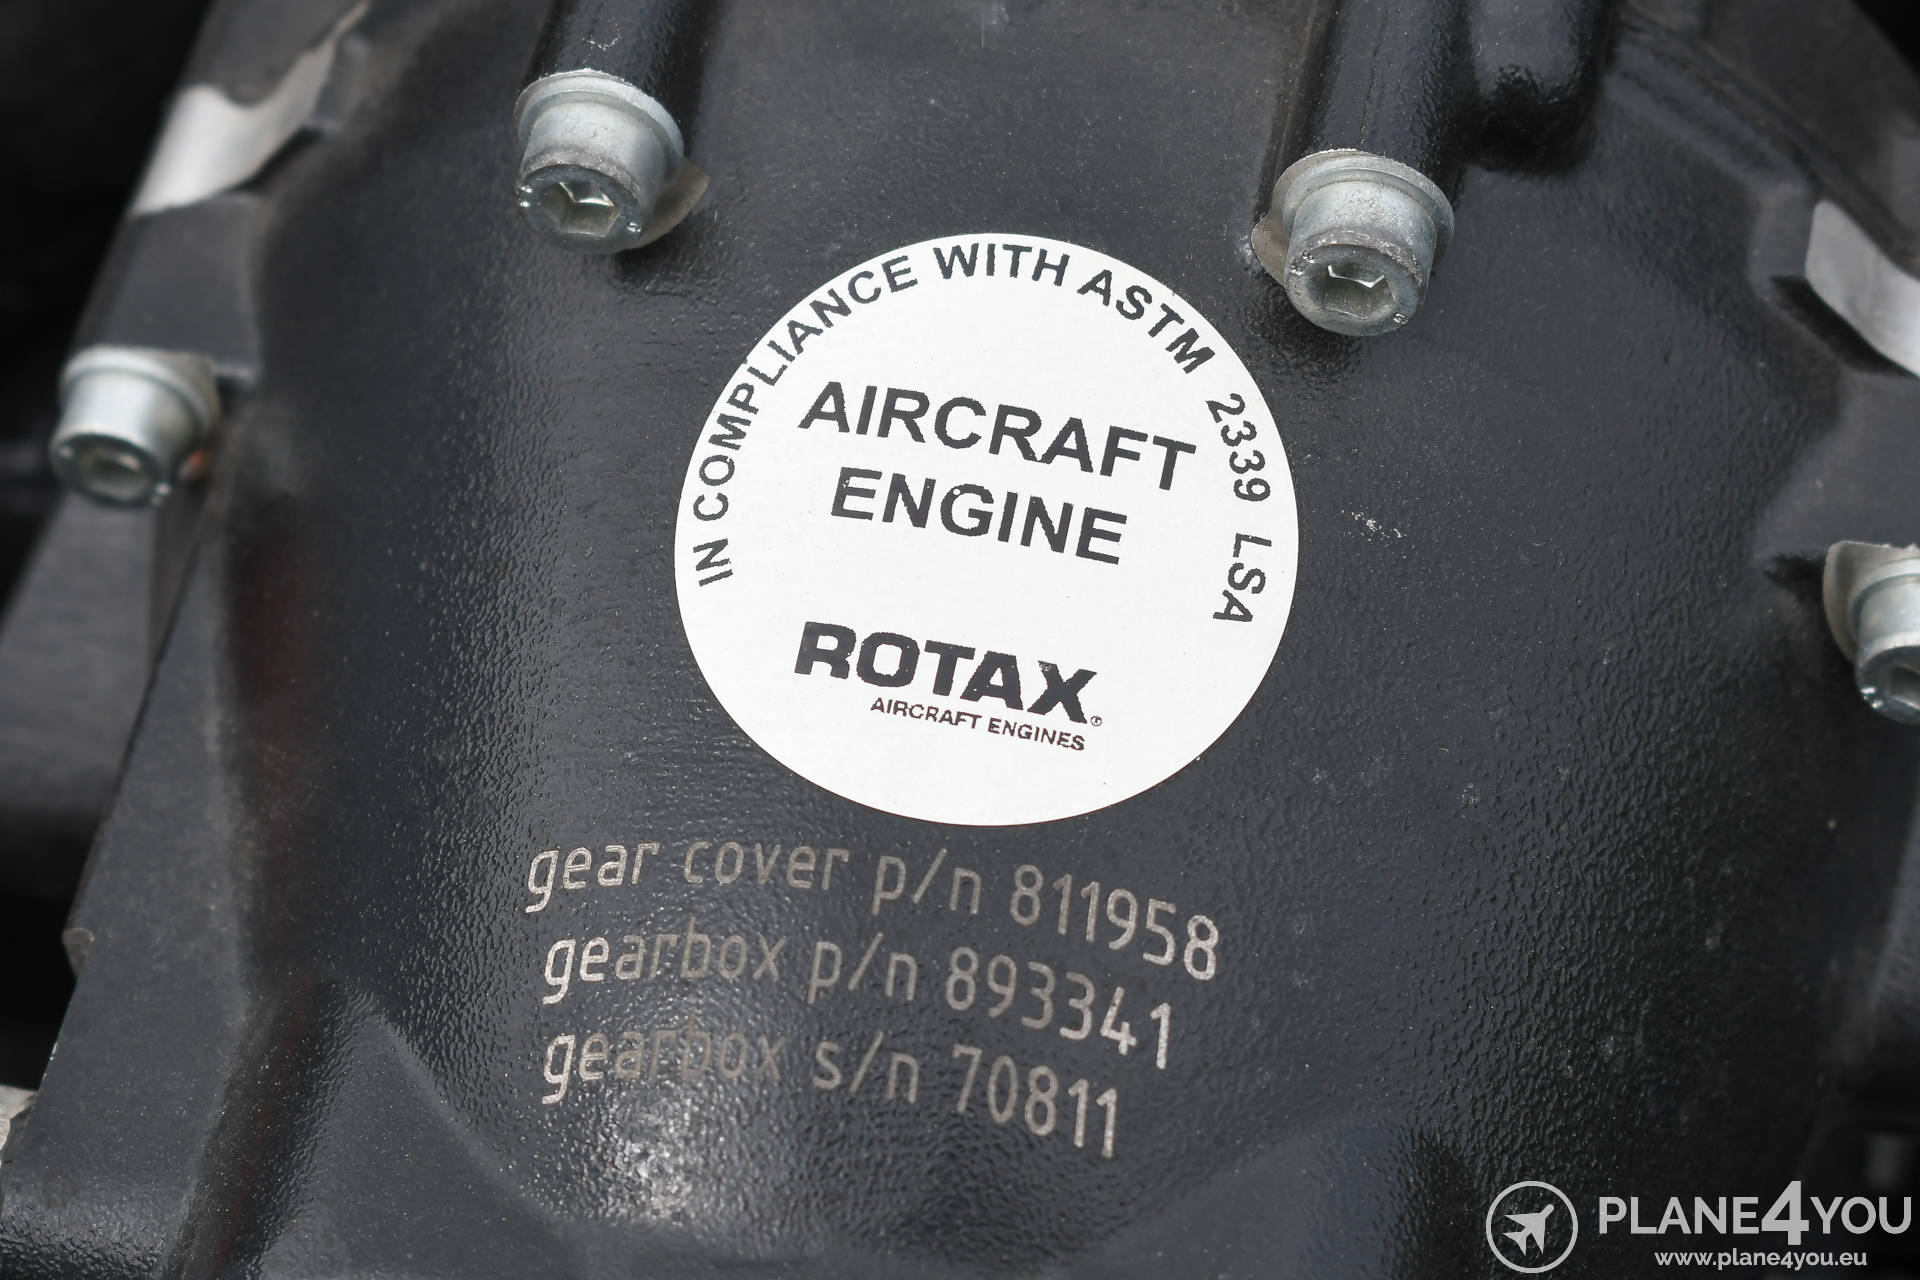 IN COMPLIANCE WITH ASTM 2339 LSA
AIRCRAFT
ENGINE
ROTAX®
AIRCRAFT ENGINES
gear cover p/n 811958
gearbox p/n 893341
gearbox s/n 70811
PLANE4YOU
www.plane4you.eu